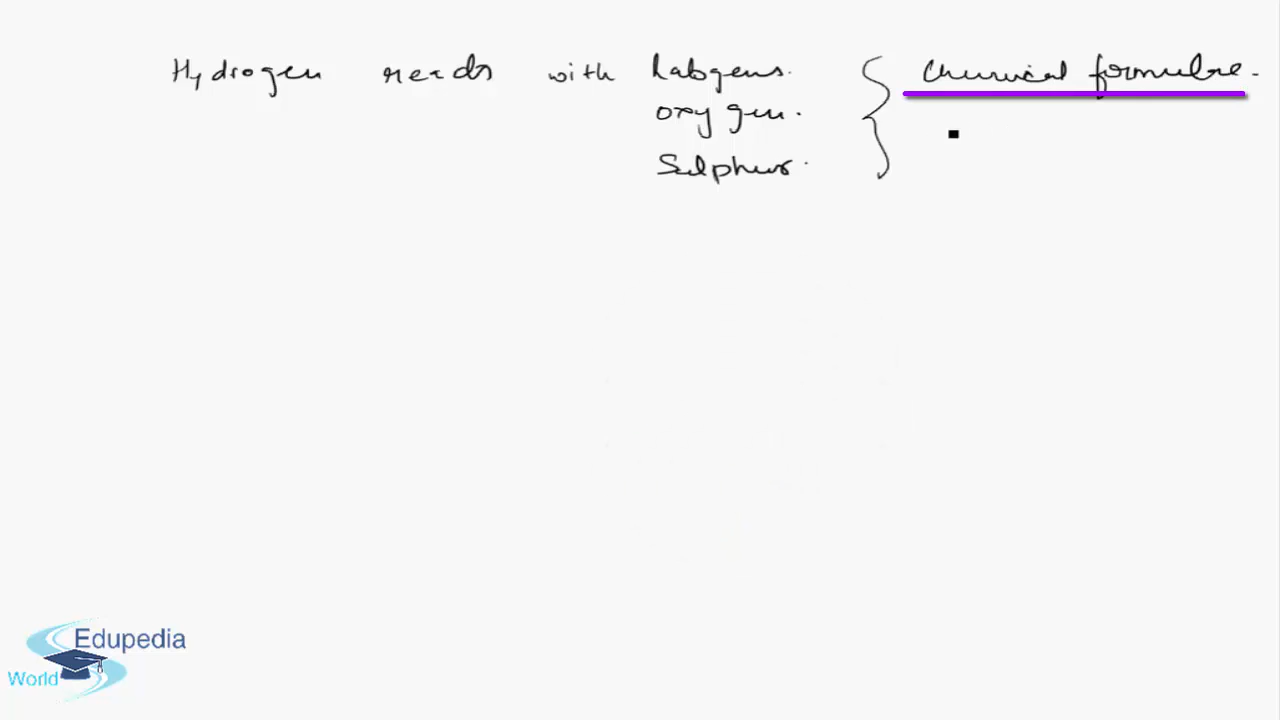 Hydrogen reacts with halogens. { Chemical formulae.
oxygen.
Sulphur.
Edupedia
World